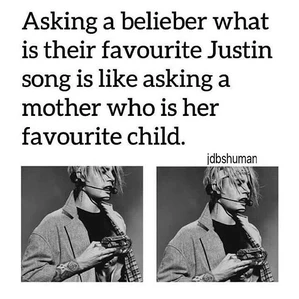 Asking a belieber what
is their favourite Justin
song is like asking a
mother who is her
favourite child.
jdbshuman